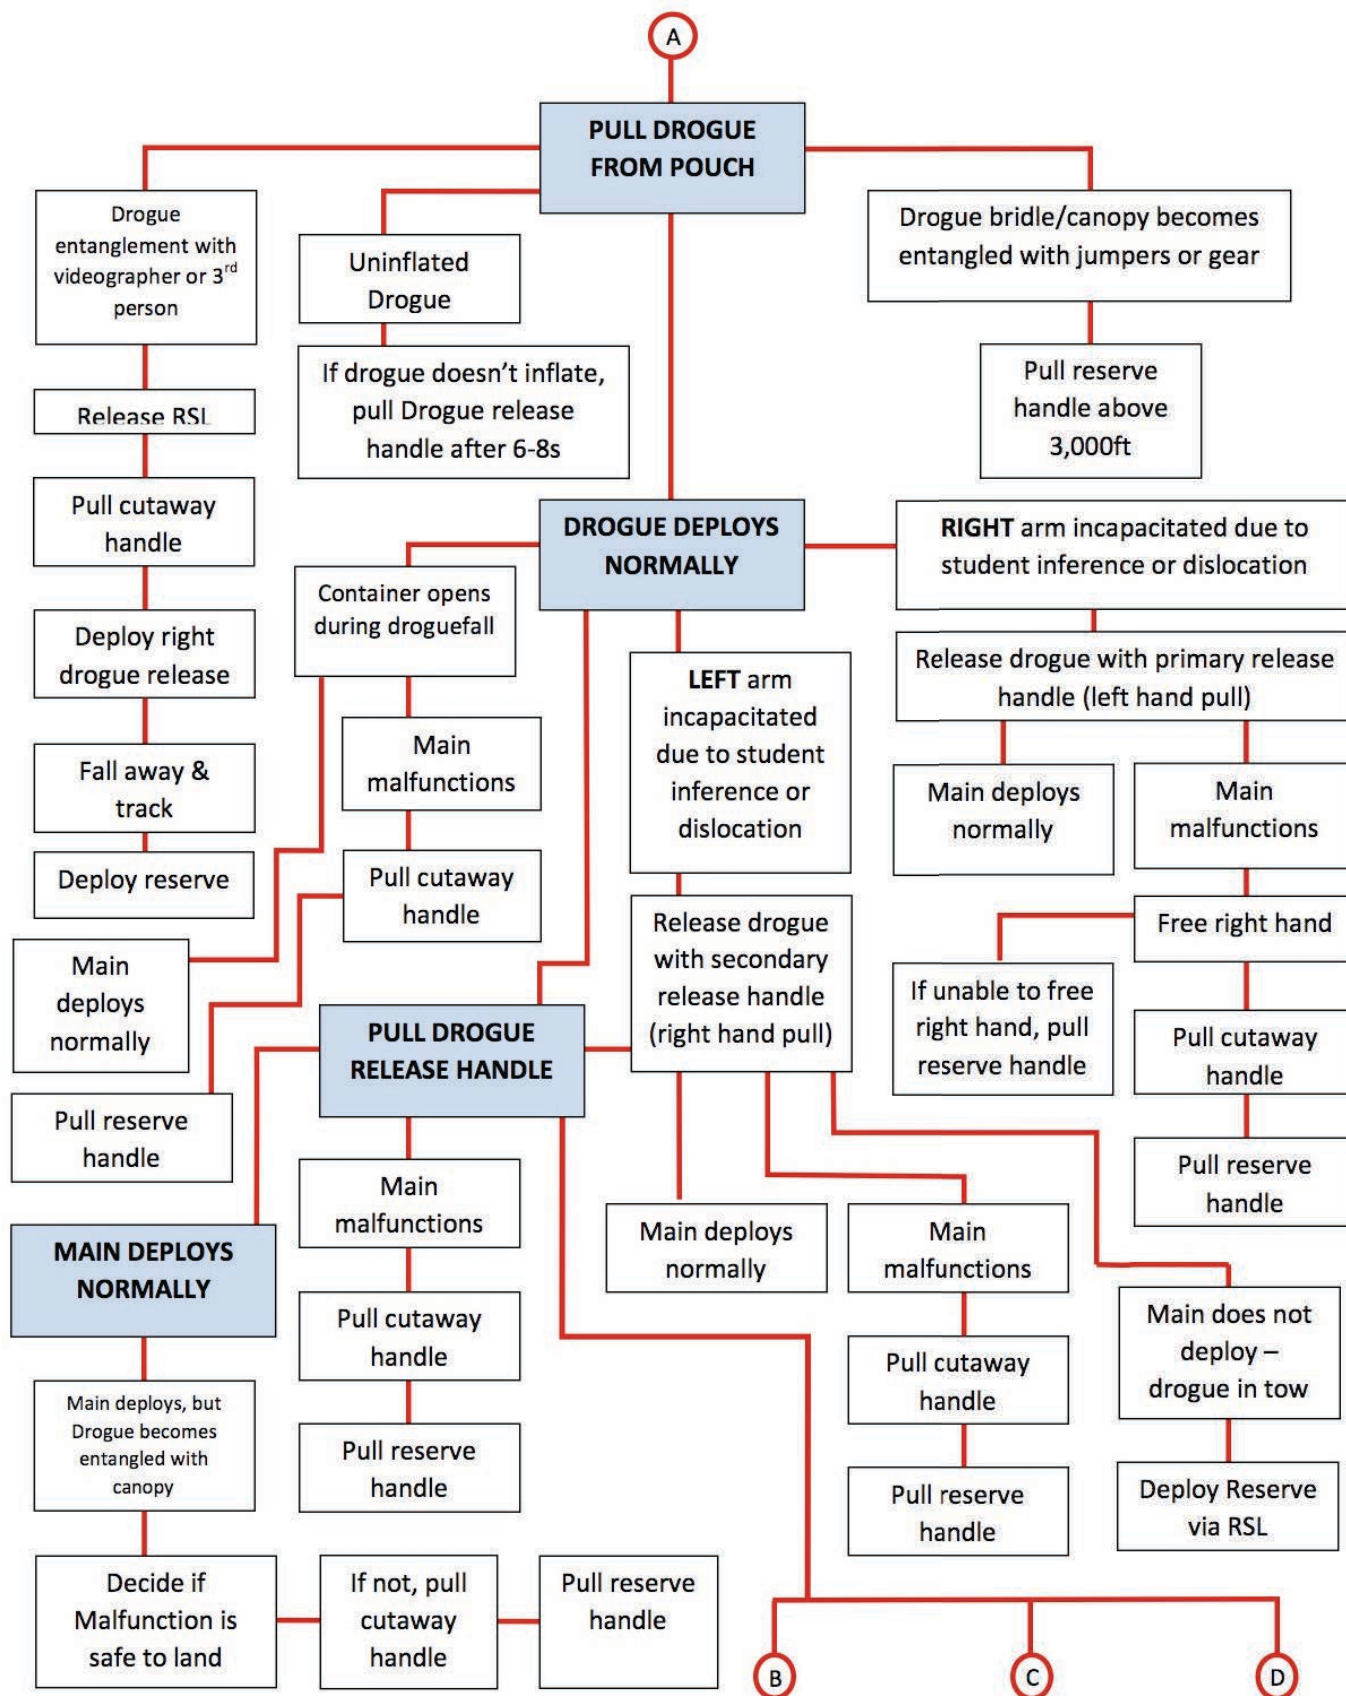 A
PULL DROGUE
FROM POUCH
Drogue
entanglement with
videographer or 3rd
person
Uninflated
Drogue
Drogue bridle/canopy becomes
entangled with jumpers or gear
If drogue doesn't inflate,
pull Drogue release
handle after 6-8s
Pull reserve
handle above
3,000ft
Release RSL
Pull cutaway
handle
DROGUE DEPLOYS
NORMALLY
RIGHT arm incapacitated due to
student inference or dislocation
Container opens
during droguefall
Deploy right
drogue release
LEFT arm
incapacitated
due to student
inference or
dislocation
Release drogue with primary release
handle (left hand pull)
Main
malfunctions
Fall away &
track
Main deploys
normally
Main
malfunctions
Deploy reserve
Pull cutaway
handle
Release drogue
with secondary
release handle
(right hand pull)
Free right hand
Main
deploys
normally
If unable to free
right hand, pull
reserve handle
PULL DROGUE
RELEASE HANDLE
Pull cutaway
handle
Pull reserve
handle
Main
malfunctions
Pull reserve
handle
MAIN DEPLOYS
NORMALLY
Main deploys
normally
Main
malfunctions
Pull cutaway
handle
Main does not
deploy –
drogue in tow
Main deploys, but
Drogue becomes
entangled with
canopy
Pull cutaway
handle
Pull reserve
handle
Pull reserve
handle
Deploy Reserve
via RSL
Decide if
Malfunction is
safe to land
If not, pull
cutaway
handle
Pull reserve
handle
B
C
D